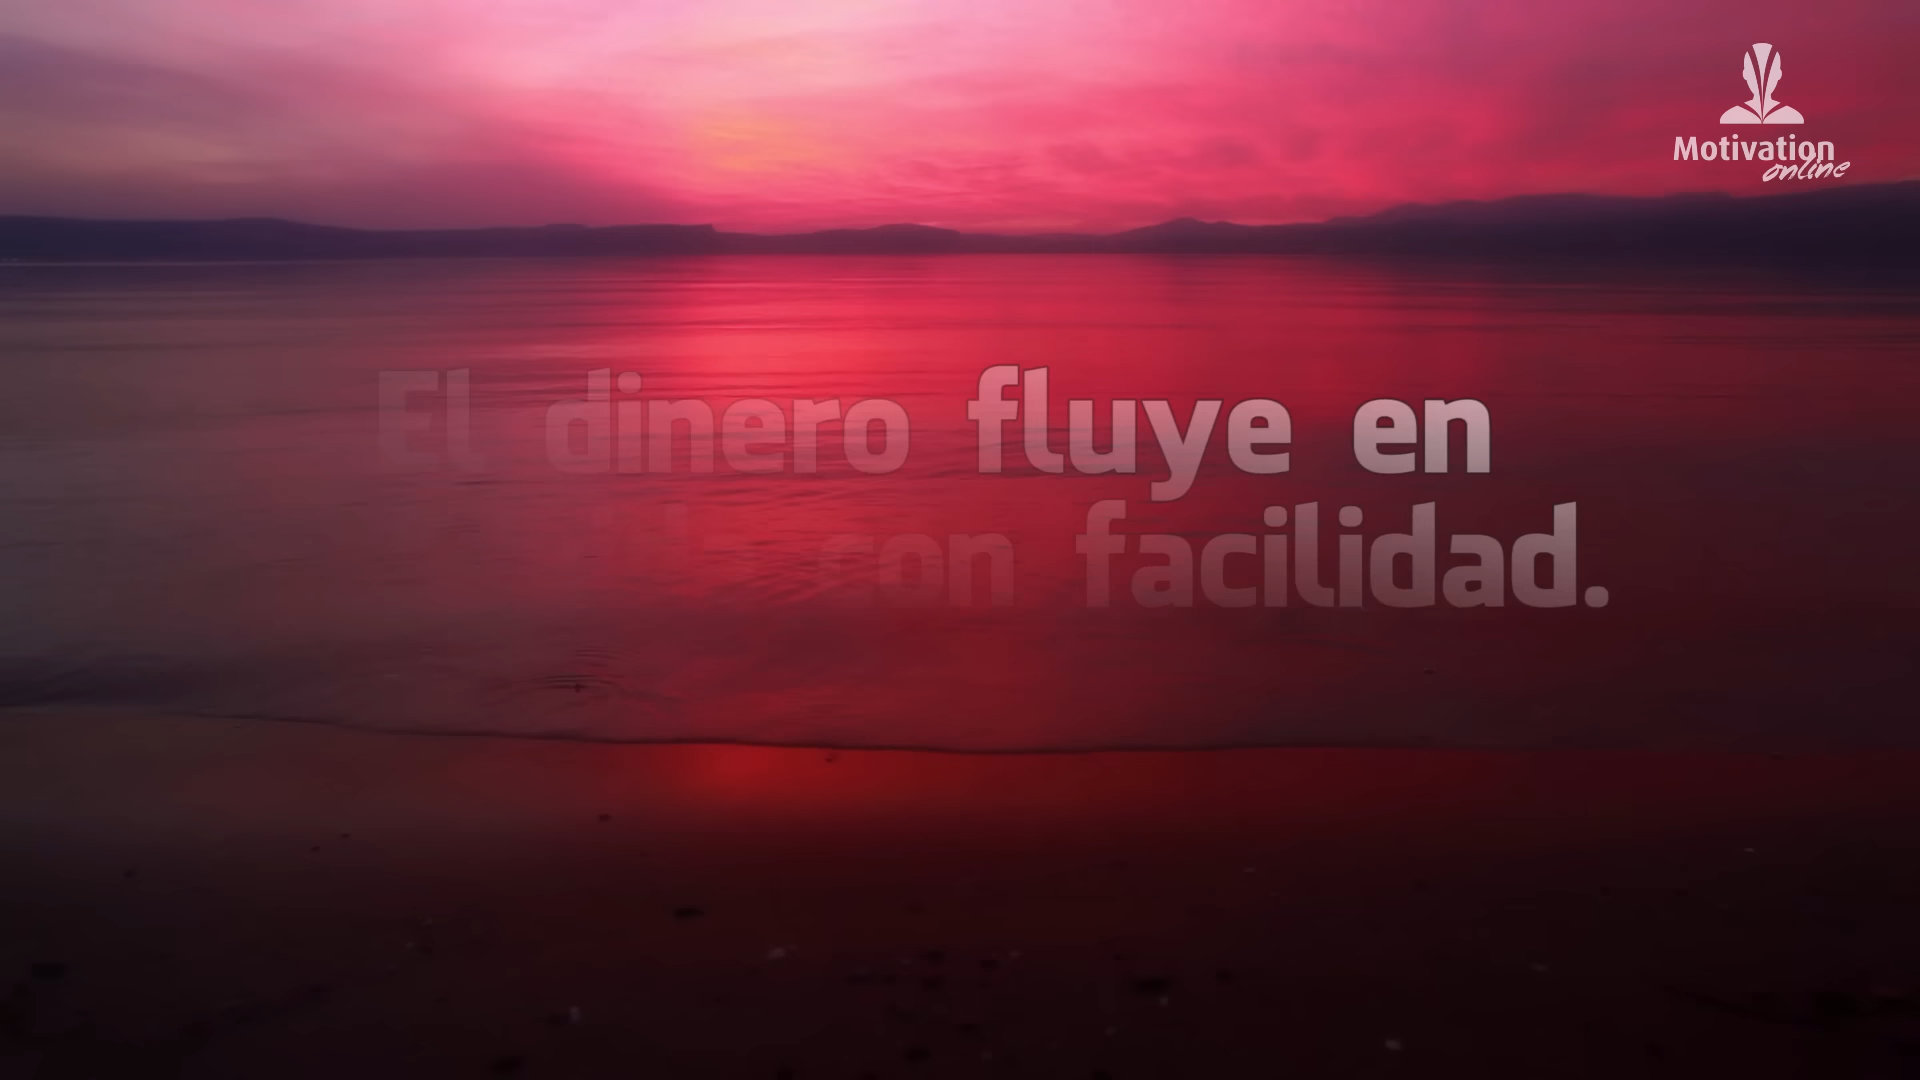 Motivation
online
El dinero fluye en
con facilidad.